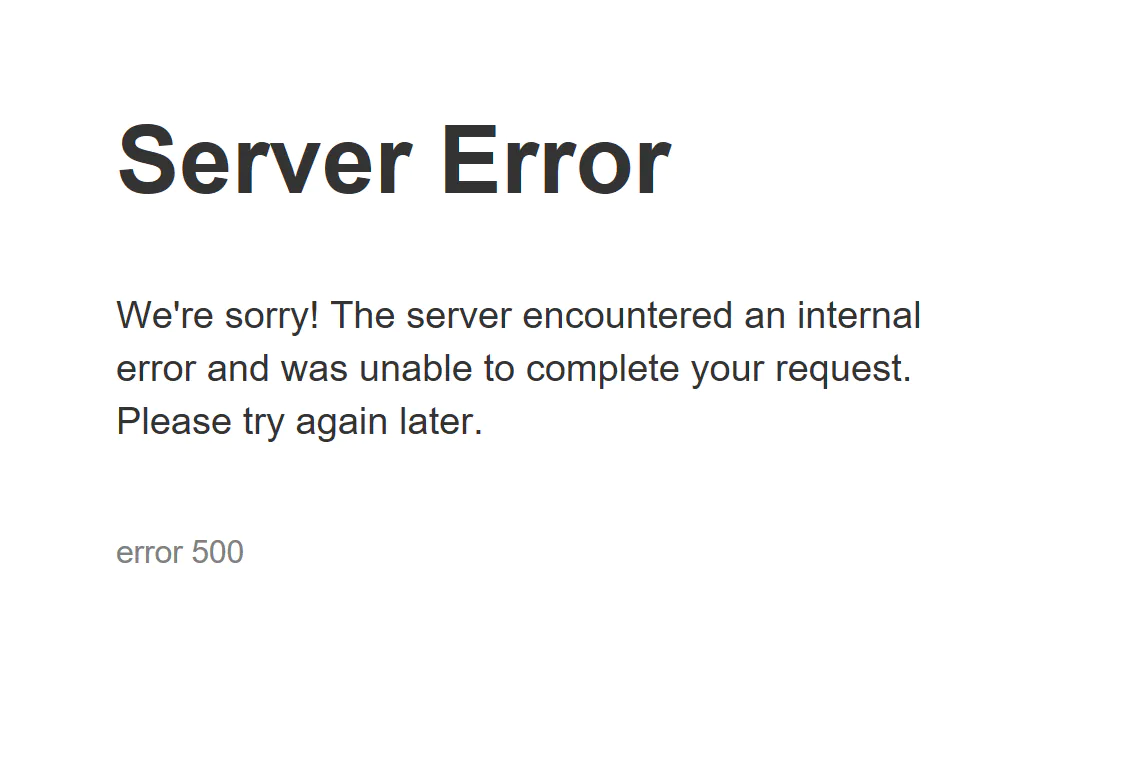 Server Error
We're sorry! The server encountered an internal
error and was unable to complete your request.
Please try again later.
error 500